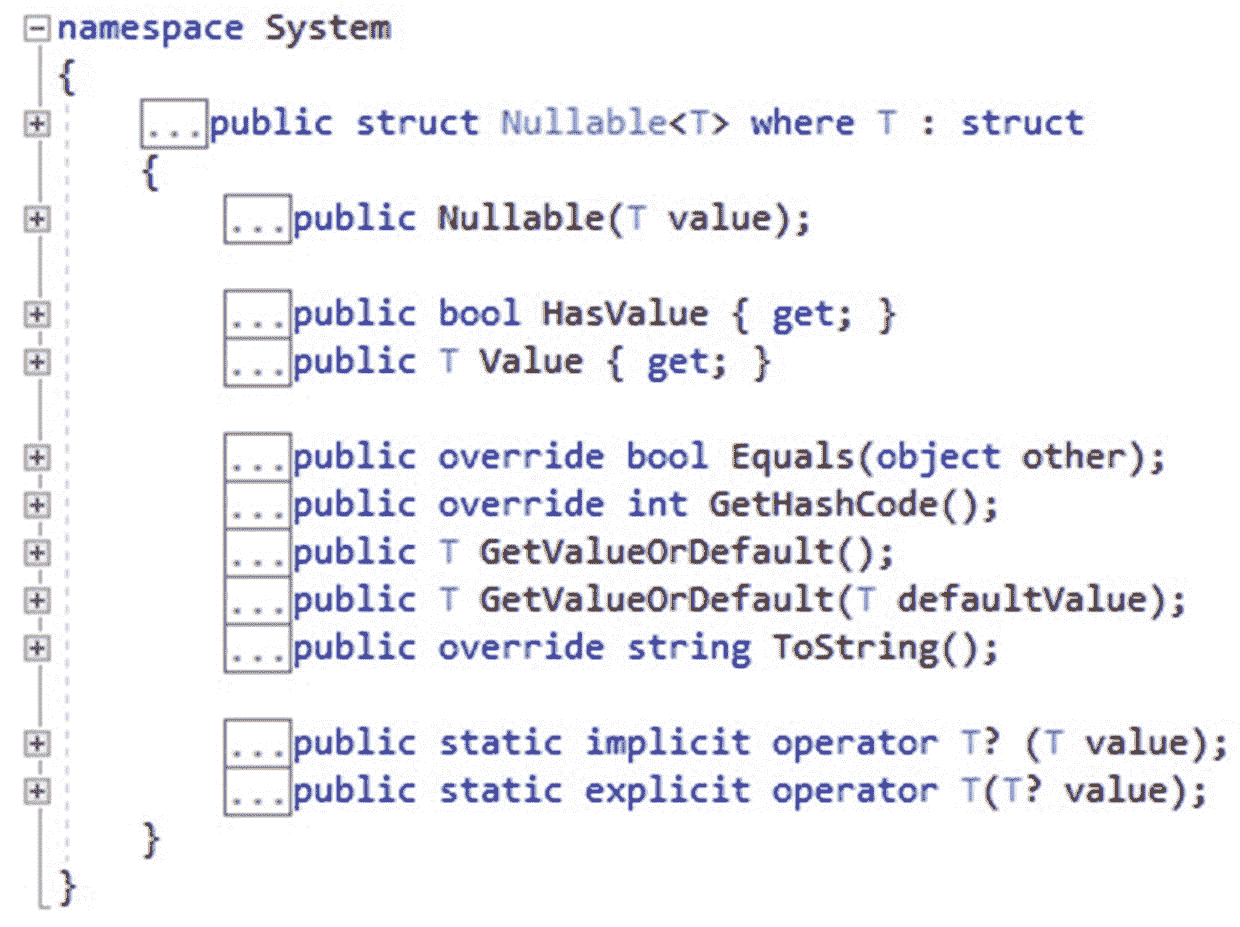 namespace System
{
...public struct Nullable<T> where T : struct
{
...public Nullable(T value);
...public bool HasValue { get; }
...public T Value { get; }
...public override bool Equals(object other);
...public override int GetHashCode();
...public T GetValueOrDefault();
...public T GetValueOrDefault(T defaultValue);
...public override string ToString();
...public static implicit operator T? (T value);
...public static explicit operator T(T? value);
}
}